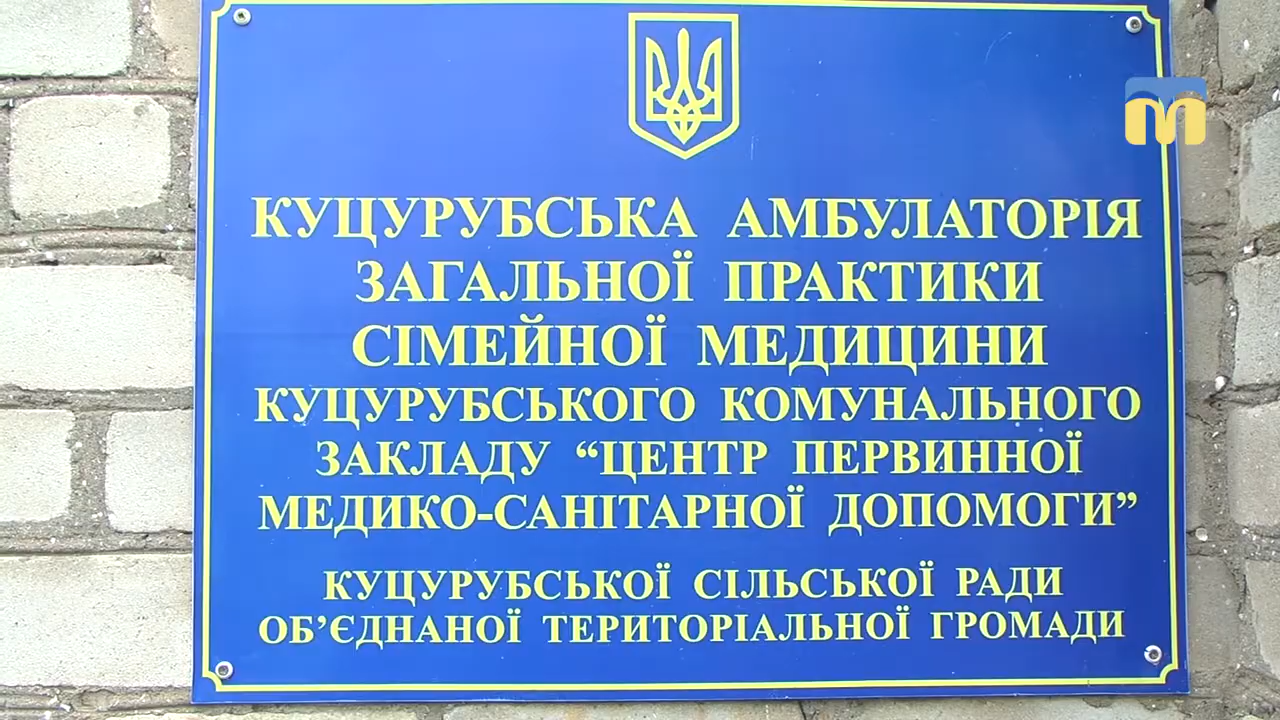 КУЦУРУБСЬКА АМБУЛАТОРІЯ
ЗАГАЛЬНОЇ ПРАКТИКИ
СІМЕЙНОЇ МЕДИЦИНИ
КУЦУРУБСЬКОГО КОМУНАЛЬНОГО
ЗАКЛАДУ “ЦЕНТР ПЕРВИННОЇ
МЕДИКО-САНІТАРНОЇ ДОПОМОГИ”
КУЦУРУБСЬКОЇ СІЛЬСЬКОЇ РАДИ
ОБ’ЄДНАНОЇ ТЕРИТОРІАЛЬНОЇ ГРОМАДИ